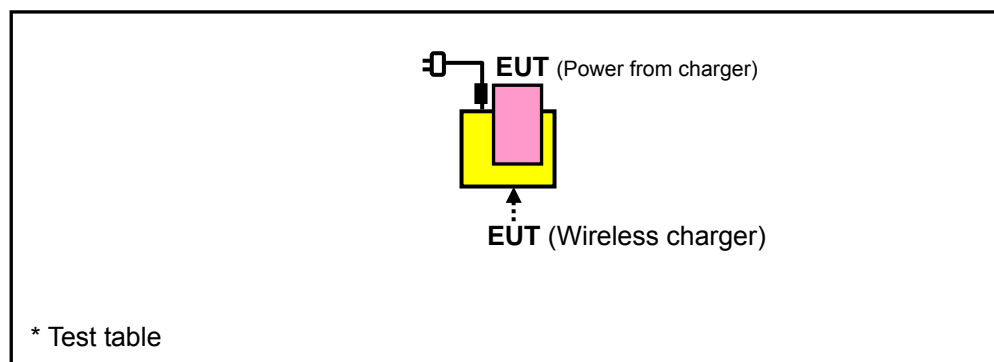 EUT (Power from charger)
EUT (Wireless charger)
* Test table